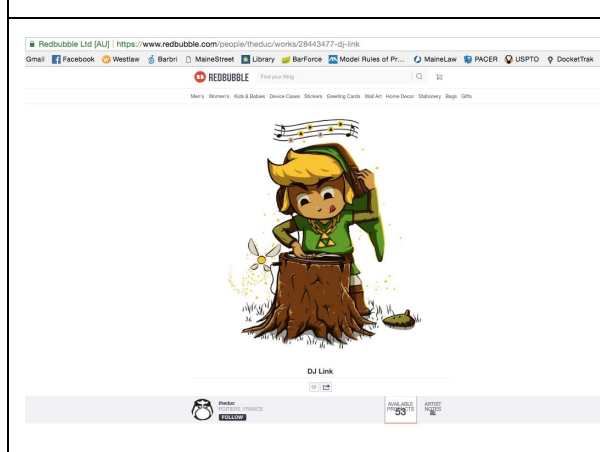 Redbubble Ltd [AU] | https://www.redbubble.com/people/theduc/works/28443477-dj-link
Gmail Facebook Westlaw Barbri MaineStreet Library BarForce Model Rules of Pr... MaineLaw PACER USPTO DocketTrak
REDBUBBLE Find your thing
Men's Women's Kids & Babies Device Cases Stickers Greeting Cards Wall Art Home Decor Stationery Bags Gifts
DJ Link
theduc
POITIERS, FRANCE
FOLLOW
AVAILABLE PRODUCTS
53
ARTIST NOTES